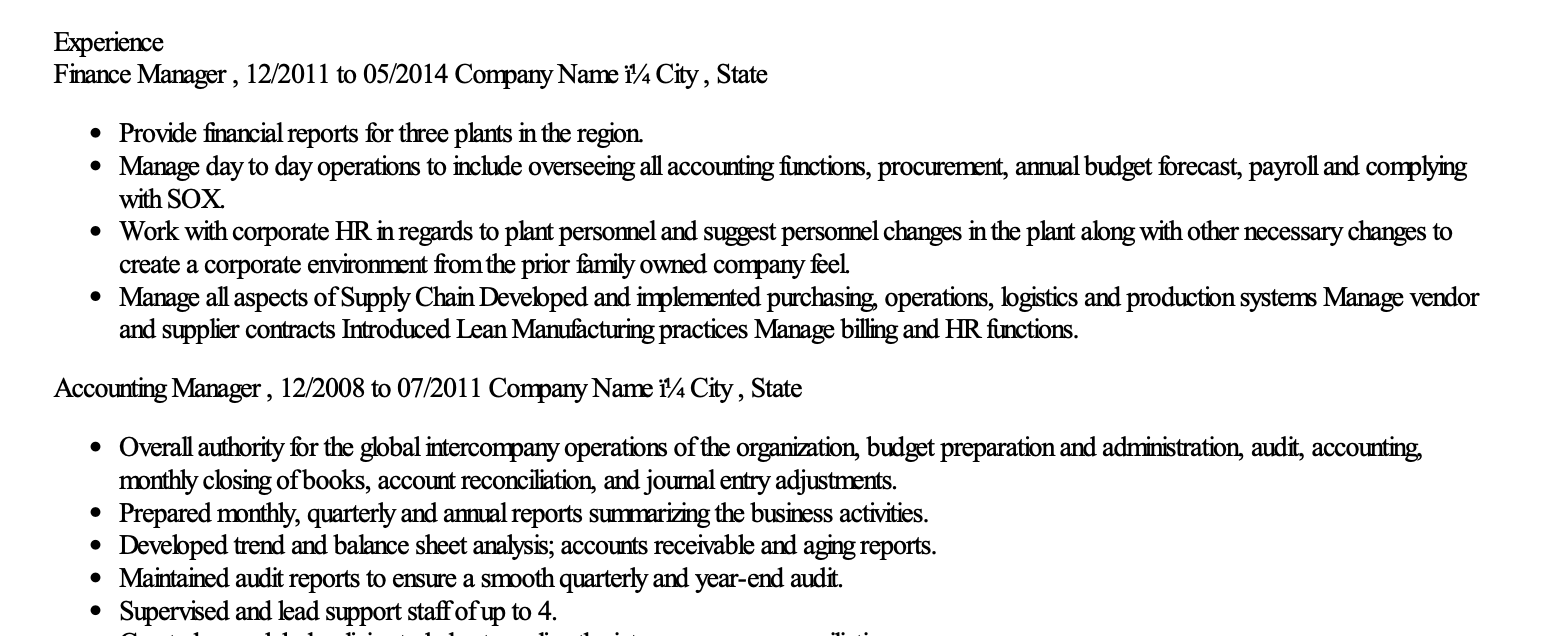 Experience
Finance Manager , 12/2011 to 05/2014 Company Name ï¼ City , State
• Provide financial reports for three plants in the region.
• Manage day to day operations to include overseeing all accounting functions, procurement, annual budget forecast, payroll and complying
with SOX.
• Work with corporate HR in regards to plant personnel and suggest personnel changes in the plant along with other necessary changes to
create a corporate environment from the prior family owned company feel.
• Manage all aspects of Supply Chain Developed and implemented purchasing, operations, logistics and production systems Manage vendor
and supplier contracts Introduced Lean Manufacturing practices Manage billing and HR functions.
Accounting Manager , 12/2008 to 07/2011 Company Name ï¼ City , State
• Overall authority for the global intercompany operations of the organization, budget preparation and administration, audit, accounting,
monthly closing of books, account reconciliation, and journal entry adjustments.
• Prepared monthly, quarterly and annual reports summarizing the business activities.
• Developed trend and balance sheet analysis; accounts receivable and aging reports.
• Maintained audit reports to ensure a smooth quarterly and year-end audit.
• Supervised and lead support staff of up to 4.